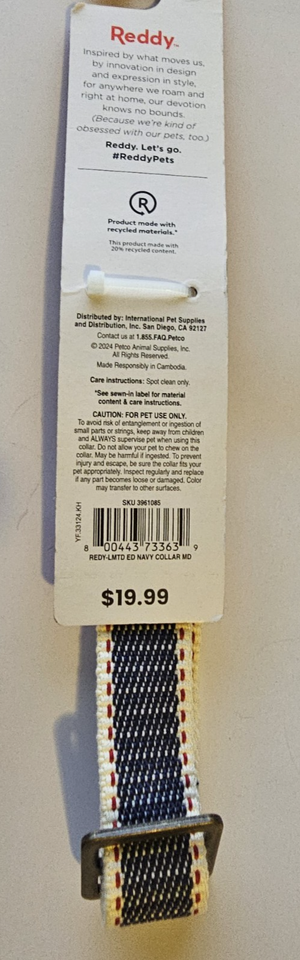 Reddy™
Inspired by what moves us,
by innovation in design
and expression in style,
for anywhere we roam and
right at home, our devotion
knows no bounds.
(Because we're kind of
obsessed with our pets, too.)
Reddy. Let's go.
#ReddyPets
R
Product made with
recycled materials.*
This product made with
20% recycled content.
Distributed by: International Pet Supplies
and Distribution, Inc. San Diego, CA 92127
Contact us at 1.855.FAQ.Petco
© 2024 Petco Animal Supplies, Inc.
All Rights Reserved.
Made Responsibly in Cambodia.
Care instructions: Spot clean only.
*See sewn-in label for material
content & care instructions.
CAUTION: FOR PET USE ONLY.
To avoid risk of entanglement or ingestion of
small parts or strings, keep away from children
and ALWAYS supervise pet when using this
collar. Do not allow your pet to chew on the
collar. May be harmful if ingested. To prevent
injury and escape, be sure the collar fits your
pet appropriately. Inspect regularly and replace
if any part becomes loose or damaged. Color
may transfer to other surfaces.
SKU 3961085
YF.33124.KH
8 00443 73363 9
REDY-LMTD ED NAVY COLLAR MD
$19.99